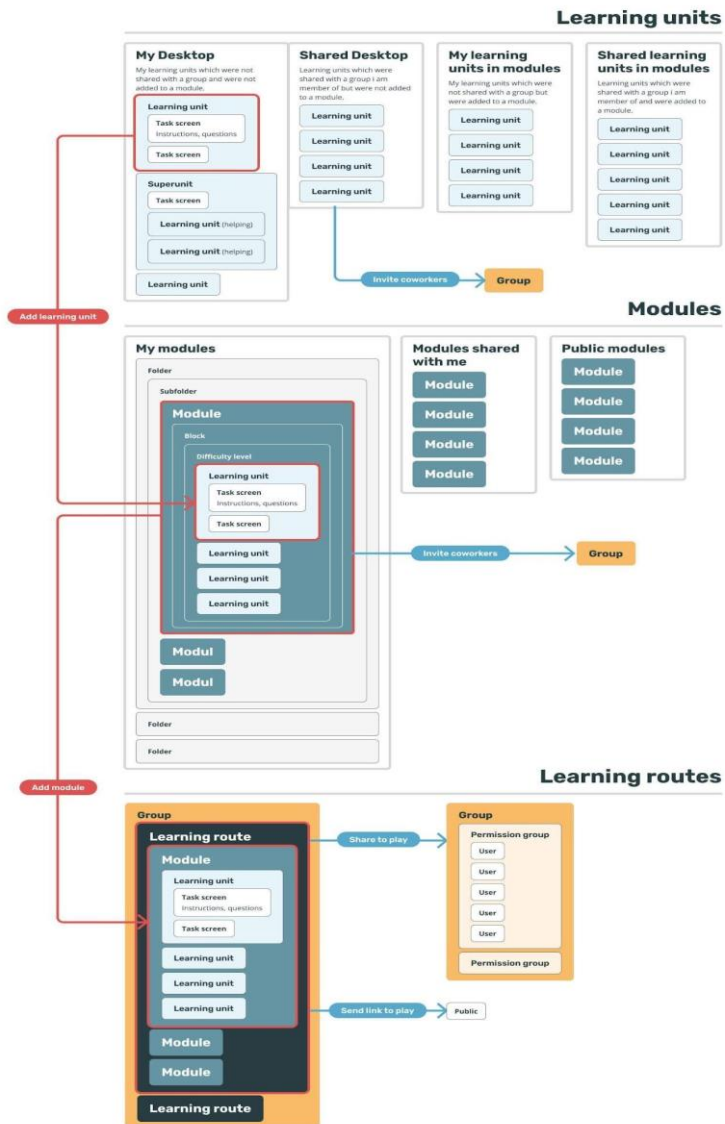 Learning units
My Desktop
My learning units which were not
shared with a group and were not
added to a module.
Learning unit
Task screen
Instructions, questions
Task screen
Superunit
Task screen
Learning unit (helping)
Learning unit (helping)
Learning unit
Shared Desktop
Learning units which were
shared with a group i am
member of but were not added
to a module.
Learning unit
Learning unit
Learning unit
Learning unit
My learning
units in modules
My learning units which were
not shared with a group but
were added to a module.
Learning unit
Learning unit
Learning unit
Learning unit
Shared learning
units in modules
Learning units which were
shared with a group i am
member of and were added to
a module.
Learning unit
Learning unit
Learning unit
Learning unit
Learning unit
Invite coworkers
Group
Add learning unit
Modules
My modules
Folder
Subfolder
Module
Block
Difficulty level
Learning unit
Task screen
Instructions, questions
Task screen
Learning unit
Learning unit
Learning unit
Modul
Modul
Folder
Folder
Modules shared
with me
Module
Module
Module
Module
Public modules
Module
Module
Module
Module
Invite coworkers
Group
Add module
Learning routes
Group
Learning route
Module
Learning unit
Task screen
Instructions, questions
Task screen
Learning unit
Learning unit
Learning unit
Module
Module
Learning route
Share to play
Group
Permission group
User
User
User
User
User
Permission group
Send link to play
Public